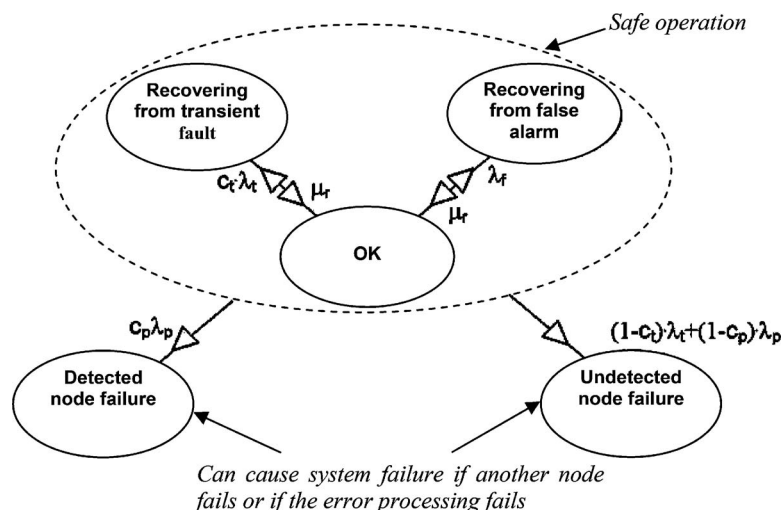 Safe operation
Recovering
from transient
fault
Recovering
from false
alarm
cₜ·λₜ
μᵣ
λf
μᵣ
OK
cₚλₚ
(1-cₜ)·λₜ+(1-cₚ)·λₚ
Detected
node failure
Undetected
node failure
Can cause system failure if another node
fails or if the error processing fails